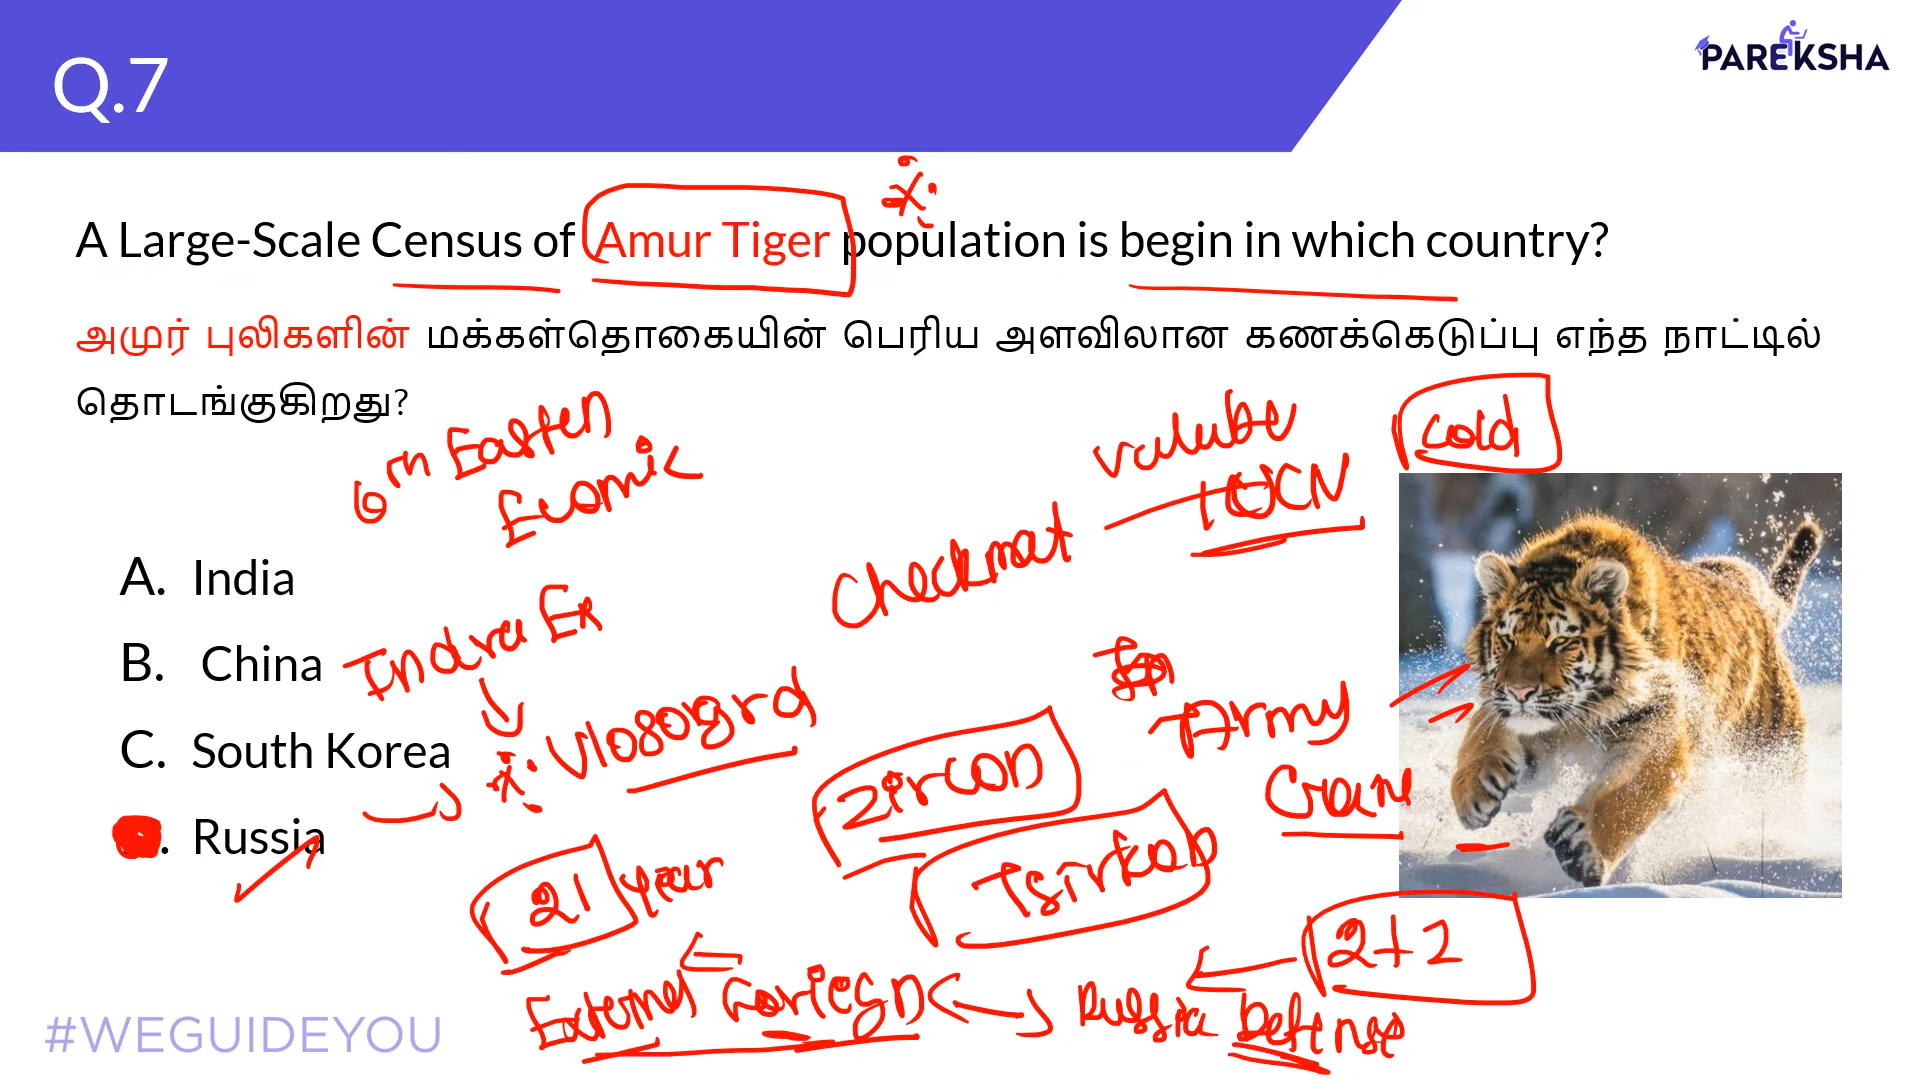 Q.7
PAREKSHA
A Large-Scale Census of Amur Tiger population is begin in which country?
அமுர் புலிகளின் மக்கள்தொகையின் பெரிய அளவிலான கணக்கெடுப்பு எந்த நாட்டில்
தொடங்குகிறது?
6th Eastern
Ecomic
valube
cold
IUCN
Checkmat
A. India
Indra Ex
B. China
Army
C. South Korea
Zircon
Crane
. Russia
Tsirkon
21 year
2+2
External Foriegn
Russia Defense
#WEGUIDEYOU